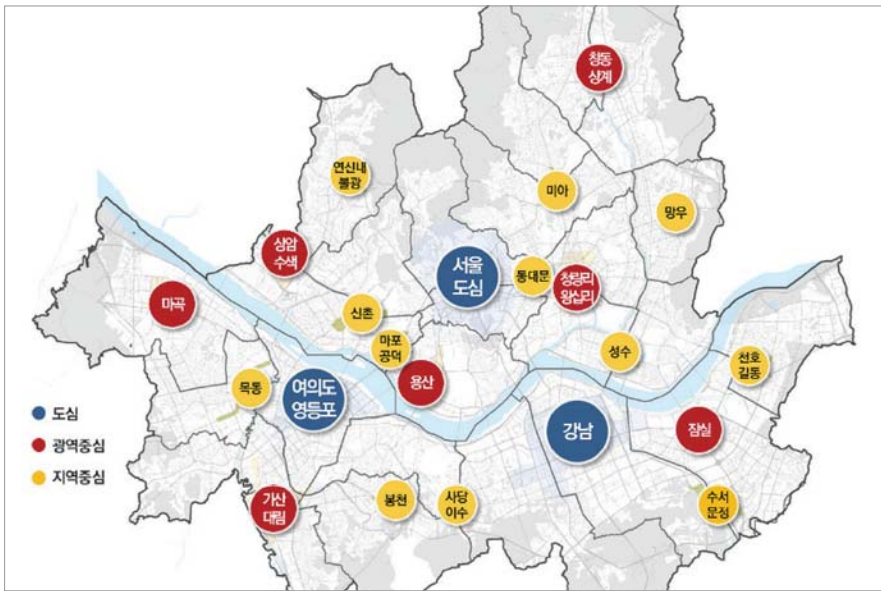 창동
상계
연신내
불광
미아
망우
상암
수색
서울
도심
동대문
청량리
왕십리
마곡
신촌
마포
공덕
용산
성수
천호
길동
목동
여의도
영등포
강남
잠실
도심
광역중심
지역중심
가산
대림
봉천
사당
이수
수서
문정